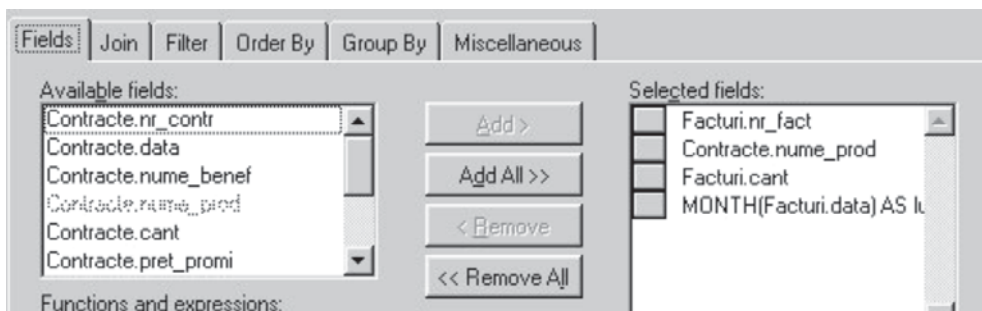 Fields Join Filter Order By Group By Miscellaneous
Available fields:
Contracte.nr_contr
Contracte.data
Contracte.nume_benef
Contracte.nume_prod
Contracte.cant
Contracte.pret_promi
Functions and expressions:
Add >
Add All >>
< Remove
<< Remove All
Selected fields:
Facturi.nr_fact
Contracte.nume_prod
Facturi.cant
MONTH(Facturi.data) AS lu